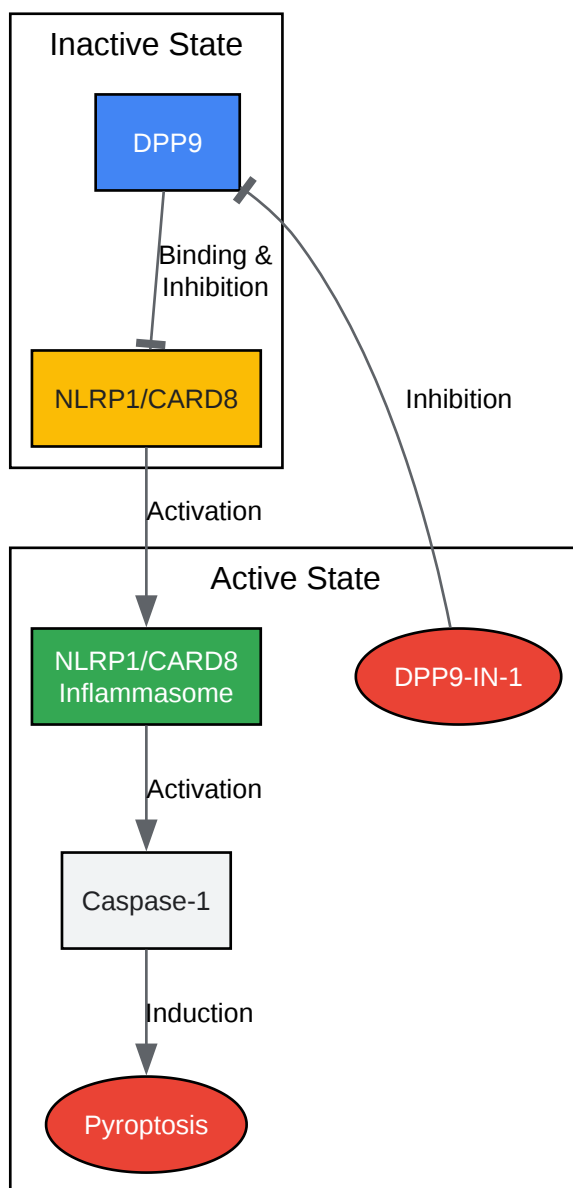 Inactive State
DPP9
Binding &
Inhibition
NLRP1/CARD8
Inhibition
Activation
Active State
NLRP1/CARD8
Inflammasome
DPP9-IN-1
Activation
Caspase-1
Induction
Pyroptosis